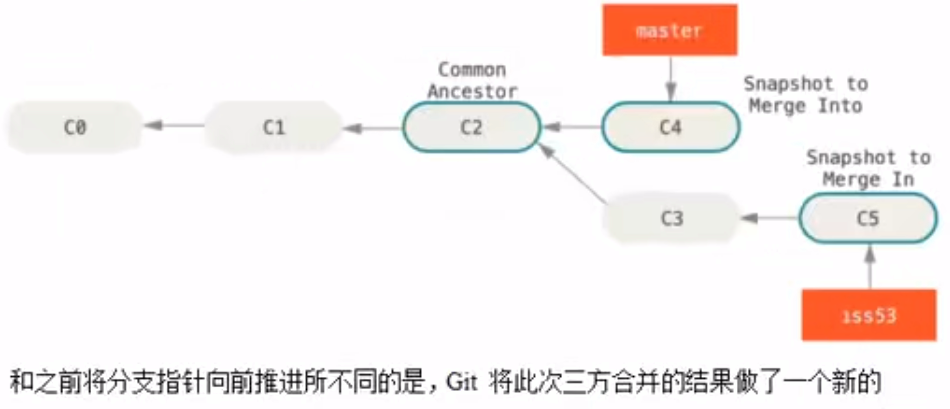 master
Common
Ancestor
Snapshot to
Merge Into
C0
C1
C2
C4
Snapshot to
Merge In
C3
C5
iss53
和之前将分支指针向前推进所不同的是，Git 将此次三方合并的结果做了一个新的